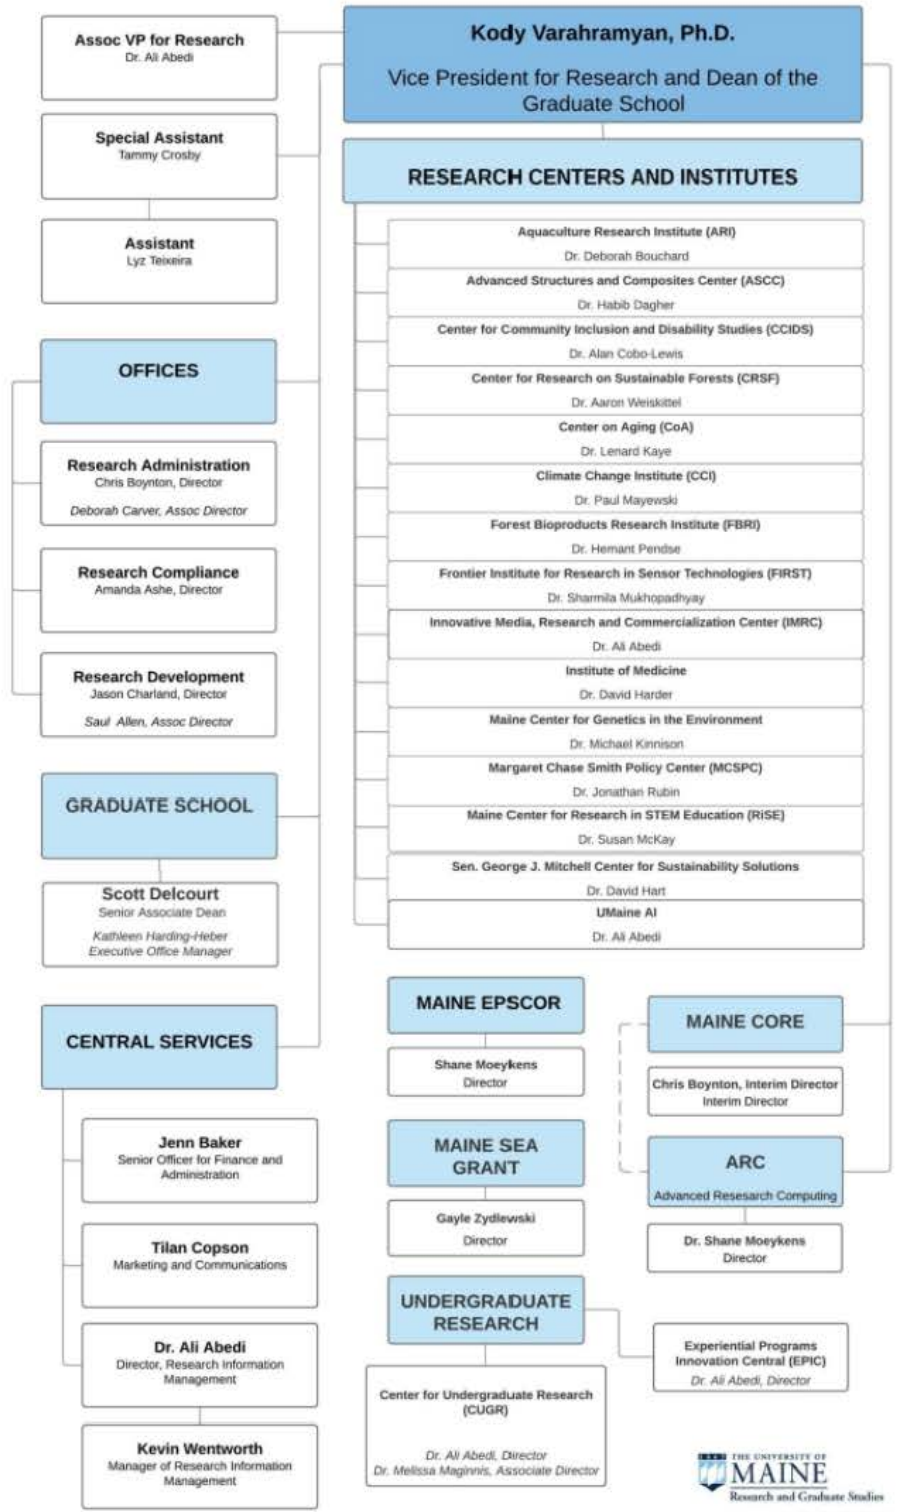 Kody Varahramyan, Ph.D.
Vice President for Research and Dean of the
Graduate School
Assoc VP for Research
Dr. Ali Abedi
Special Assistant
Tammy Crosby
Assistant
Lyz Teixeira
OFFICES
Research Administration
Chris Boynton, Director
Deborah Carver, Assoc Director
Research Compliance
Amanda Ashe, Director
Research Development
Jason Charland, Director
Saul Allen, Assoc Director
GRADUATE SCHOOL
Scott Delcourt
Senior Associate Dean
Kathleen Harding-Heber
Executive Office Manager
CENTRAL SERVICES
Jenn Baker
Senior Officer for Finance and
Administration
Tilan Copson
Marketing and Communications
Dr. Ali Abedi
Director, Research Information
Management
Kevin Wentworth
Manager of Research Information
Management
RESEARCH CENTERS AND INSTITUTES
Aquaculture Research Institute (ARI)
Dr. Deborah Bouchard
Advanced Structures and Composites Center (ASCC)
Dr. Habib Dagher
Center for Community Inclusion and Disability Studies (CCIDS)
Dr. Alan Cobo-Lewis
Center for Research on Sustainable Forests (CRSF)
Dr. Aaron Weiskittel
Center on Aging (CoA)
Dr. Lenard Kaye
Climate Change Institute (CCI)
Dr. Paul Mayewski
Forest Bioproducts Research Institute (FBRI)
Dr. Hemant Pendse
Frontier Institute for Research in Sensor Technologies (FIRST)
Dr. Sharmila Mukhopadhyay
Innovative Media, Research and Commercialization Center (IMRC)
Dr. Ali Abedi
Institute of Medicine
Dr. David Harder
Maine Center for Genetics in the Environment
Dr. Michael Kinnison
Margaret Chase Smith Policy Center (MCSPC)
Dr. Jonathan Rubin
Maine Center for Research in STEM Education (RiSE)
Dr. Susan McKay
Sen. George J. Mitchell Center for Sustainability Solutions
Dr. David Hart
UMaine AI
Dr. Ali Abedi
MAINE EPSCOR
Shane Moeykens
Director
MAINE SEA
GRANT
Gayle Zydlewski
Director
UNDERGRADUATE
RESEARCH
Center for Undergraduate Research
(CUGR)
Dr. Ali Abedi, Director
Dr. Melissa Maginnis, Associate Director
MAINE CORE
Chris Boynton, Interim Director
Interim Director
ARC
Advanced Resesarch Computing
Dr. Shane Moeykens
Director
Experiential Programs
Innovation Central (EPIC)
Dr. Ali Abedi, Director
THE UNIVERSITY OF
MAINE
Research and Graduate Studies